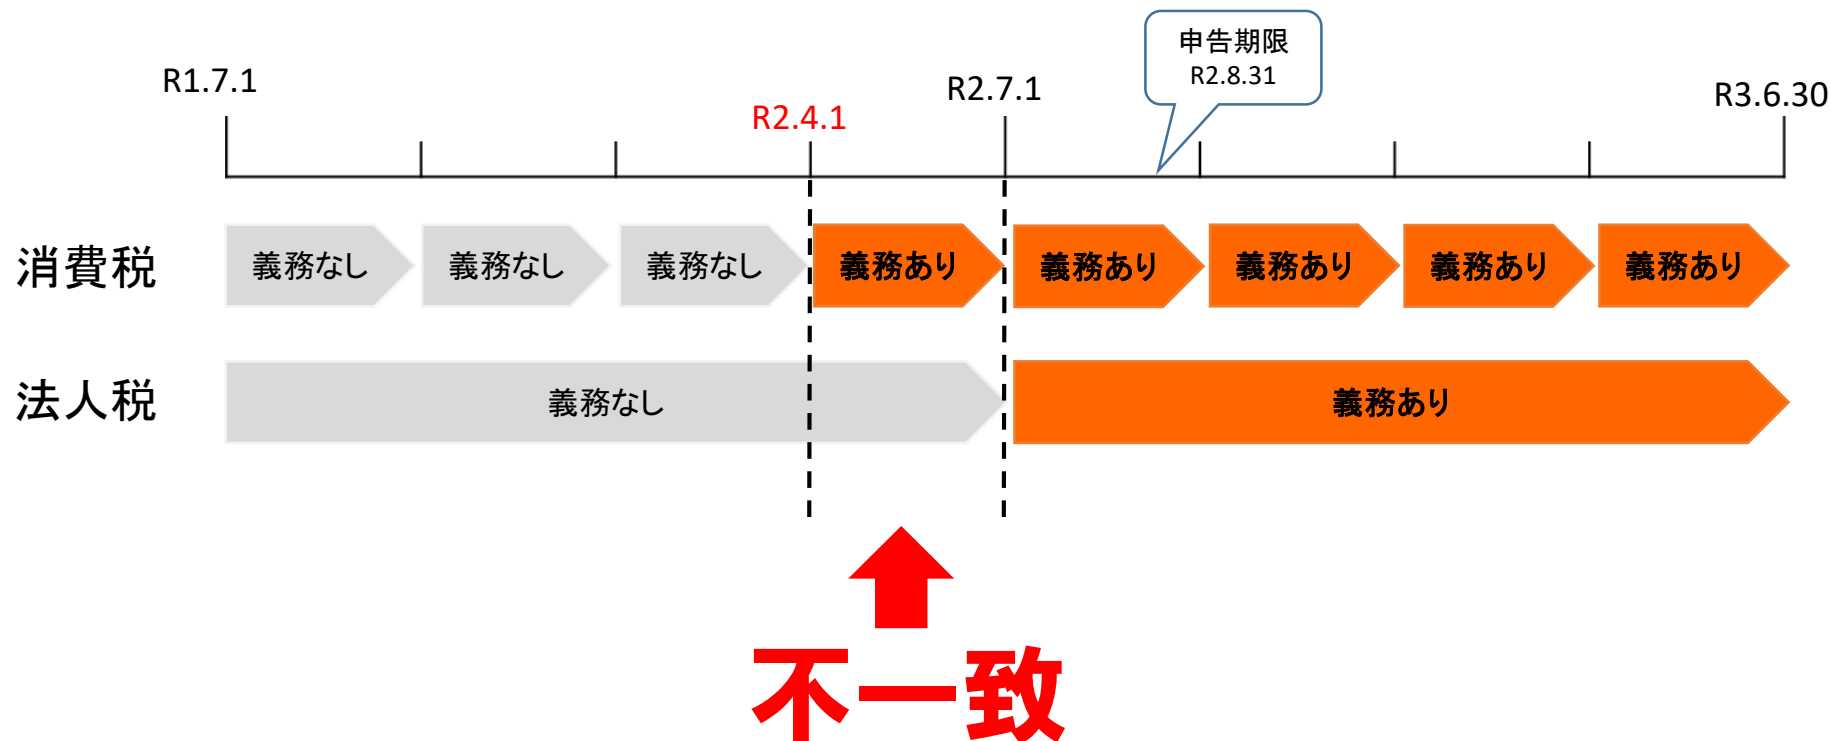 申告期限
R2.8.31
R1.7.1
R2.4.1
R2.7.1
R3.6.30
消費税
義務なし
義務なし
義務なし
義務あり
義務あり
義務あり
義務あり
義務あり
法人税
義務なし
義務あり
不一致